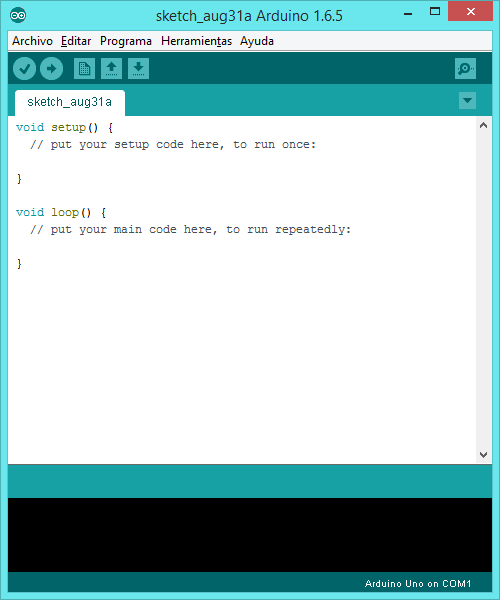 sketch_aug31a Arduino 1.6.5
Archivo Editar Programa Herramientas Ayuda
sketch_aug31a
void setup() {
  // put your setup code here, to run once:
}
void loop() {
  // put your main code here, to run repeatedly:
}
Arduino Uno on COM1